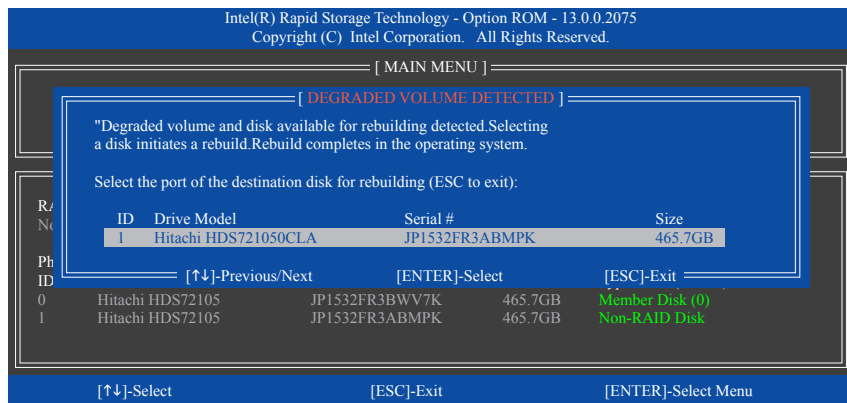 Intel(R) Rapid Storage Technology - Option ROM - 13.0.0.2075
Copyright (C) Intel Corporation. All Rights Reserved.
[ MAIN MENU ]
[ DEGRADED VOLUME DETECTED ]
"Degraded volume and disk available for rebuilding detected.Selecting
a disk initiates a rebuild.Rebuild completes in the operating system.
Select the port of the destination disk for rebuilding (ESC to exit):
ID Drive Model Serial # Size
1 Hitachi HDS721050CLA JP1532FR3ABMPK 465.7GB
[↑↓]-Previous/Next [ENTER]-Select [ESC]-Exit
ID
0 Hitachi HDS72105 JP1532FR3BWV7K 465.7GB Member Disk (0)
1 Hitachi HDS72105 JP1532FR3ABMPK 465.7GB Non-RAID Disk
[↑↓]-Select [ESC]-Exit [ENTER]-Select Menu